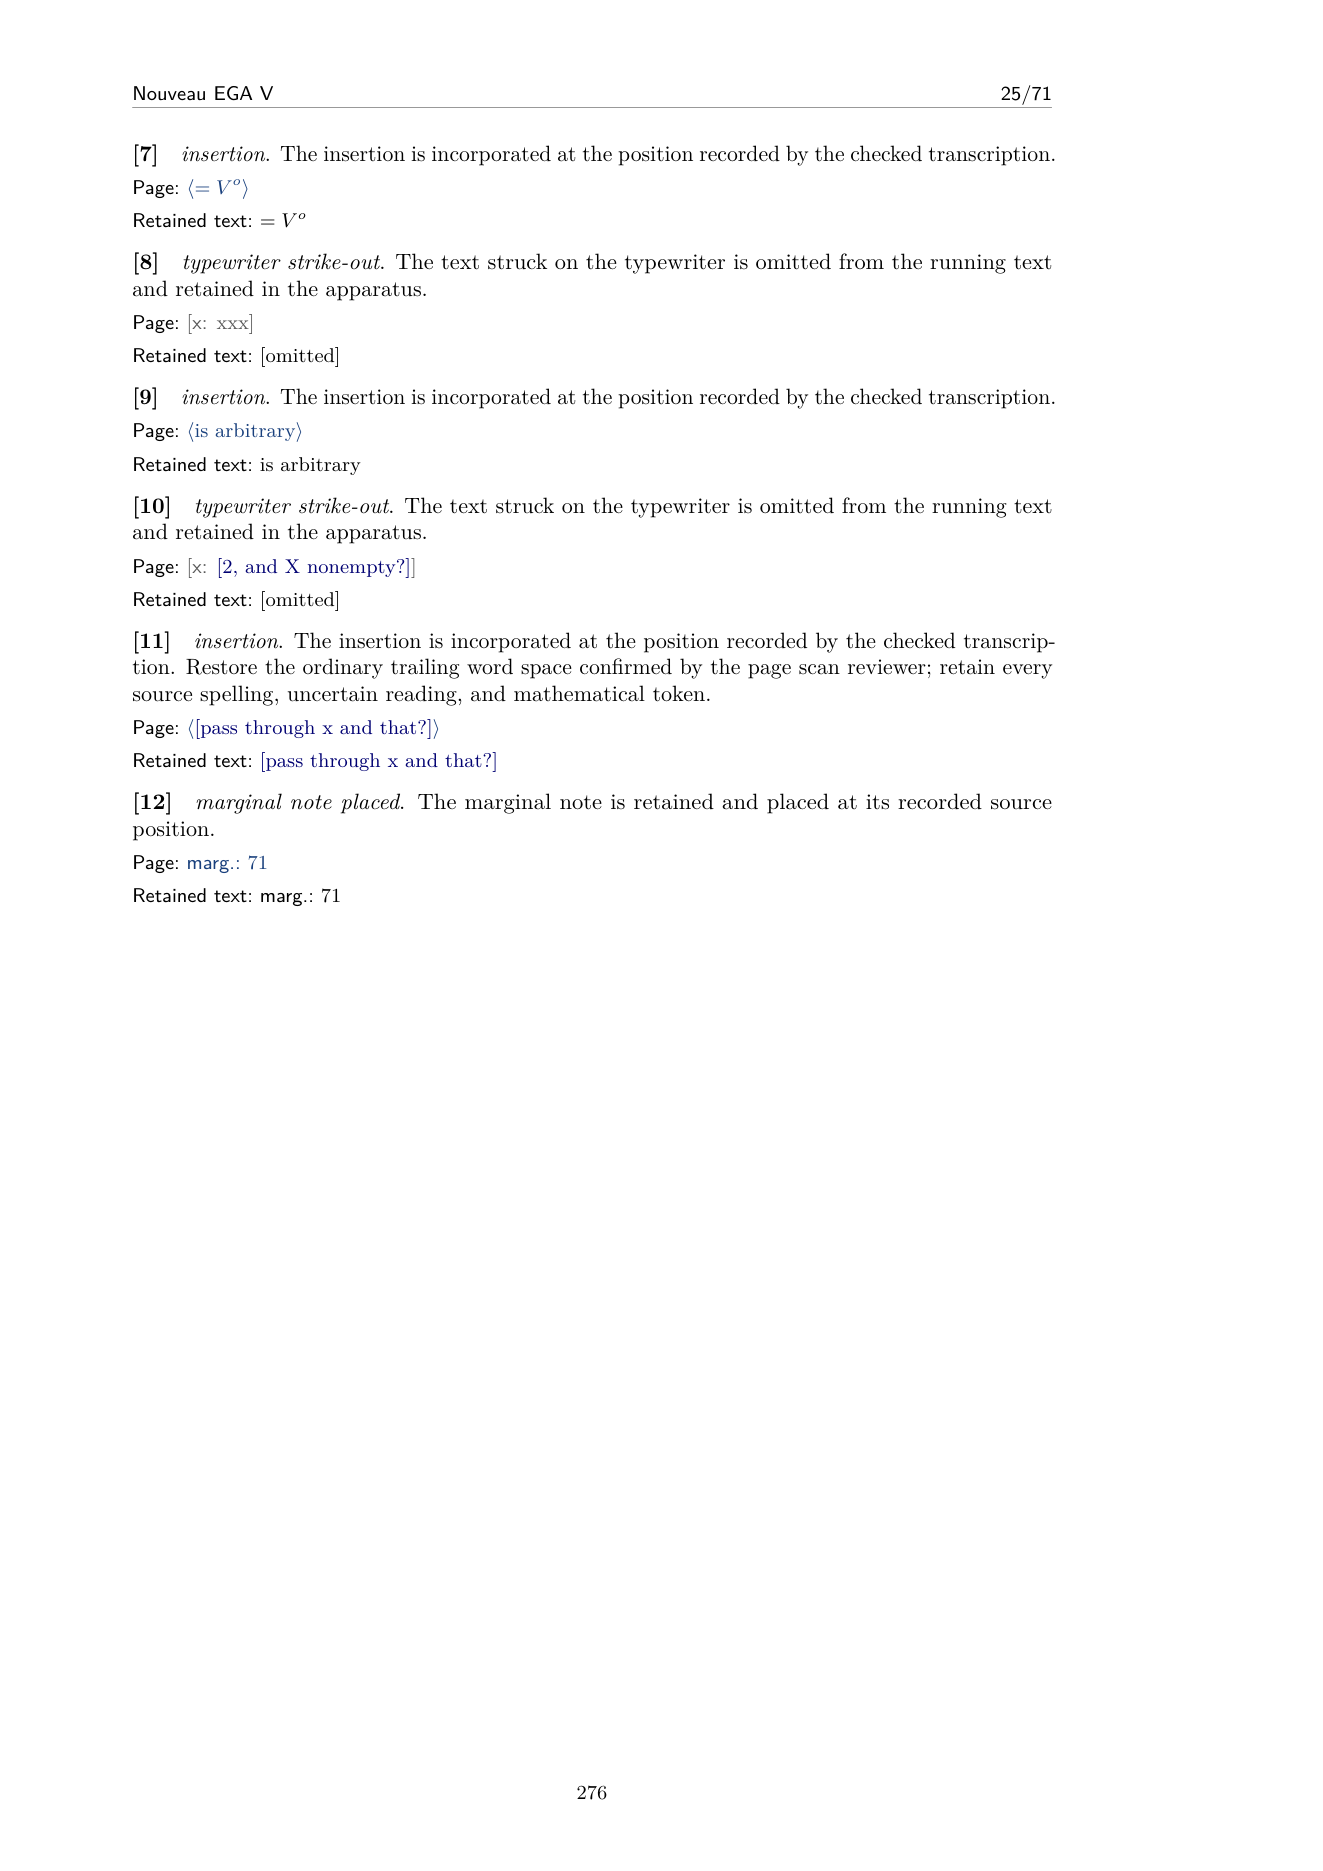 Nouveau EGA V 25/71
[7] insertion. The insertion is incorporated at the position recorded by the checked transcription.
Page: ⟨= V^o⟩
Retained text: = V^o
[8] typewriter strike-out. The text struck on the typewriter is omitted from the running text
and retained in the apparatus.
Page: [x: xxx]
Retained text: [omitted]
[9] insertion. The insertion is incorporated at the position recorded by the checked transcription.
Page: ⟨is arbitrary⟩
Retained text: is arbitrary
[10] typewriter strike-out. The text struck on the typewriter is omitted from the running text
and retained in the apparatus.
Page: [x: [2, and X nonempty?]]
Retained text: [omitted]
[11] insertion. The insertion is incorporated at the position recorded by the checked transcrip-
tion. Restore the ordinary trailing word space confirmed by the page scan reviewer; retain every
source spelling, uncertain reading, and mathematical token.
Page: ⟨[pass through x and that?]⟩
Retained text: [pass through x and that?]
[12] marginal note placed. The marginal note is retained and placed at its recorded source
position.
Page: marg.: 71
Retained text: marg.: 71
276